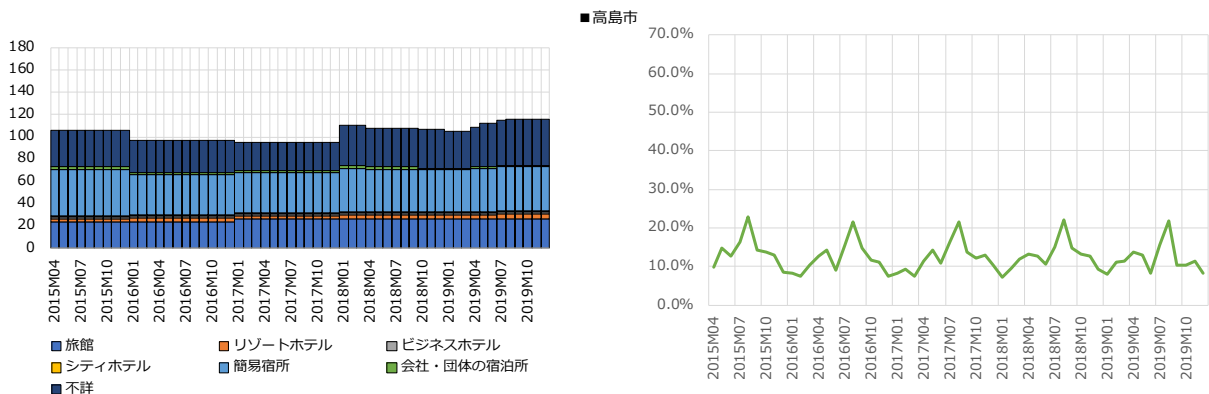 ■高島市
180
160
140
120
100
80
60
40
20
0
2015M04
2015M07
2015M10
2016M01
2016M04
2016M07
2016M10
2017M01
2017M04
2017M07
2017M10
2018M01
2018M04
2018M07
2018M10
2019M01
2019M04
2019M07
2019M10
旅館
リゾートホテル
ビジネスホテル
シティホテル
簡易宿所
会社・団体の宿泊所
不詳
70.0%
60.0%
50.0%
40.0%
30.0%
20.0%
10.0%
0.0%
2015M04
2015M07
2015M10
2016M01
2016M04
2016M07
2016M10
2017M01
2017M04
2017M07
2017M10
2018M01
2018M04
2018M07
2018M10
2019M01
2019M04
2019M07
2019M10